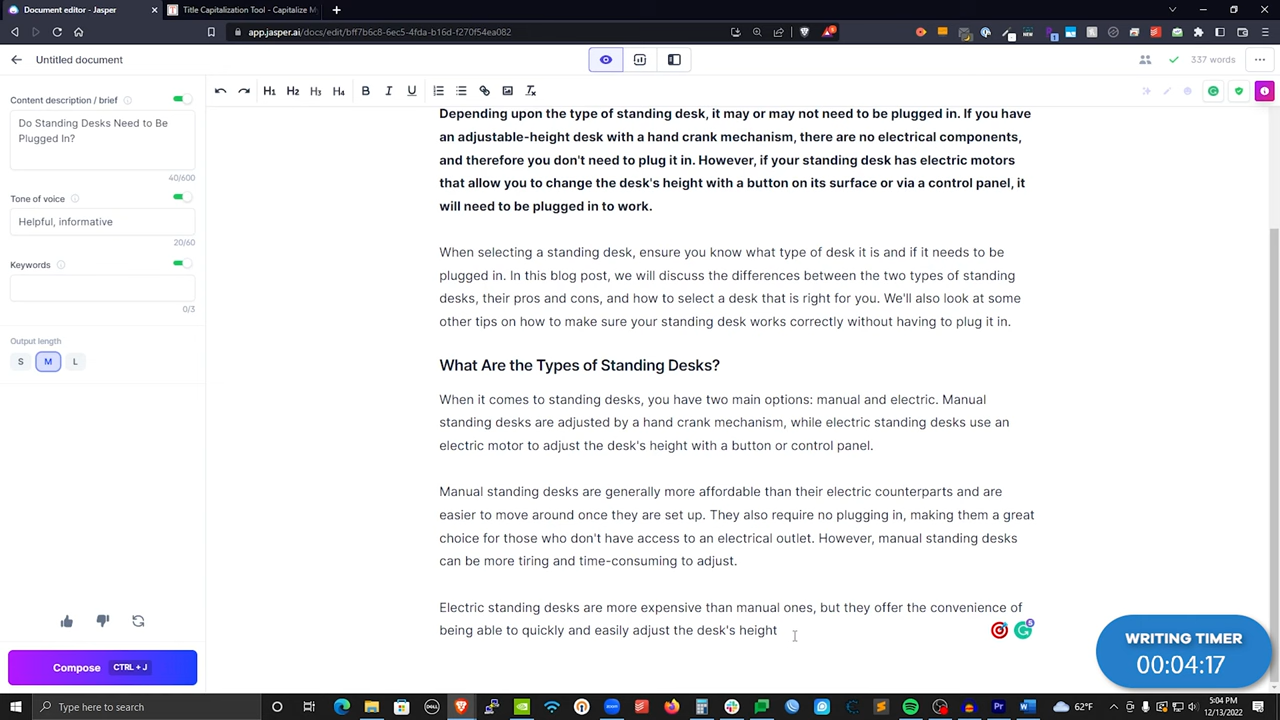 Document editor - Jasper
Title Capitalization Tool - Capitalize M
app.jasper.ai/docs/edit/bff7b6c8-6ec5-4fda-b16d-f270f54ea082
Untitled document
337 words
Content description / brief
Do Standing Desks Need to Be
Plugged In?
40/600
Tone of voice
Helpful, informative
20/60
Keywords
0/3
Output length
S M L
Compose CTRL + J
H1 H2 H3 H4 B I U
Depending upon the type of standing desk, it may or may not need to be plugged in. If you have
an adjustable-height desk with a hand crank mechanism, there are no electrical components,
and therefore you don't need to plug it in. However, if your standing desk has electric motors
that allow you to change the desk's height with a button on its surface or via a control panel, it
will need to be plugged in to work.
When selecting a standing desk, ensure you know what type of desk it is and if it needs to be
plugged in. In this blog post, we will discuss the differences between the two types of standing
desks, their pros and cons, and how to select a desk that is right for you. We'll also look at some
other tips on how to make sure your standing desk works correctly without having to plug it in.
What Are the Types of Standing Desks?
When it comes to standing desks, you have two main options: manual and electric. Manual
standing desks are adjusted by a hand crank mechanism, while electric standing desks use an
electric motor to adjust the desk's height with a button or control panel.
Manual standing desks are generally more affordable than their electric counterparts and are
easier to move around once they are set up. They also require no plugging in, making them a great
choice for those who don't have access to an electrical outlet. However, manual standing desks
can be more tiring and time-consuming to adjust.
Electric standing desks are more expensive than manual ones, but they offer the convenience of
being able to quickly and easily adjust the desk's height
WRITING TIMER
00:04:17
Type here to search
62°F
5:04 PM
12/13/2022